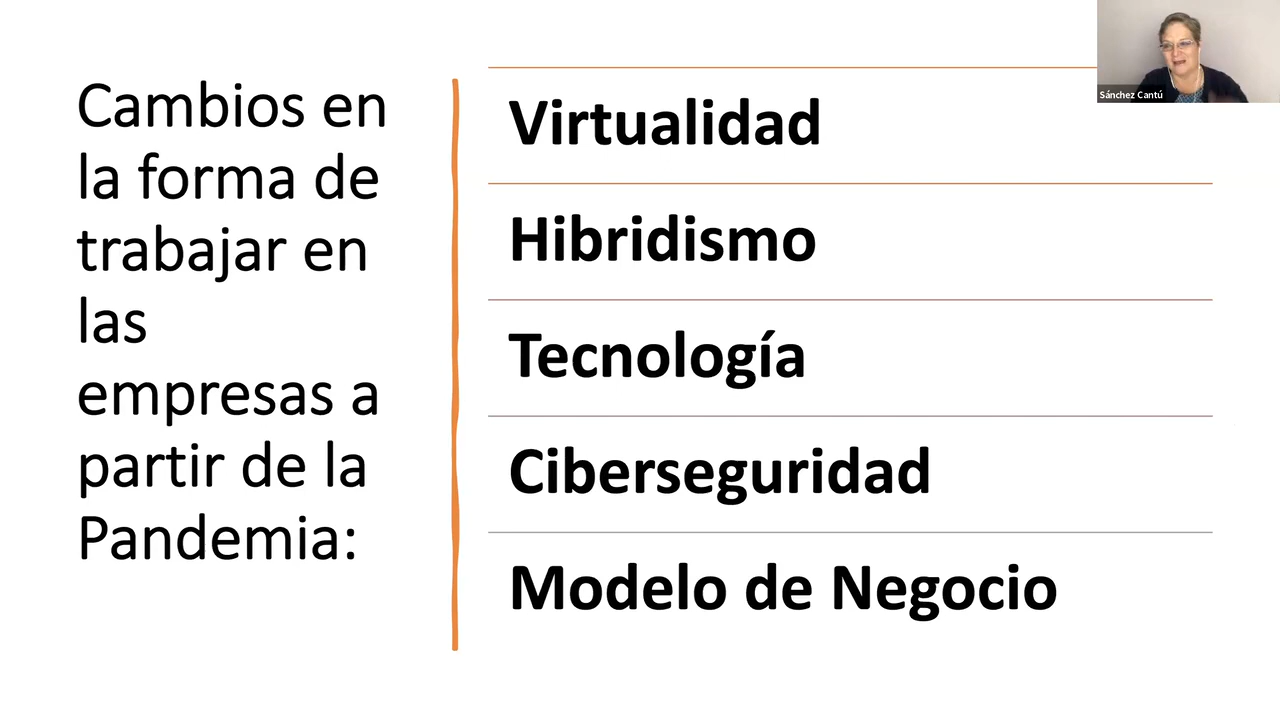 Cambios en
la forma de
trabajar en
las
empresas a
partir de la
Pandemia:
Virtualidad
Hibridismo
Tecnología
Ciberseguridad
Modelo de Negocio
Sánchez Cantú